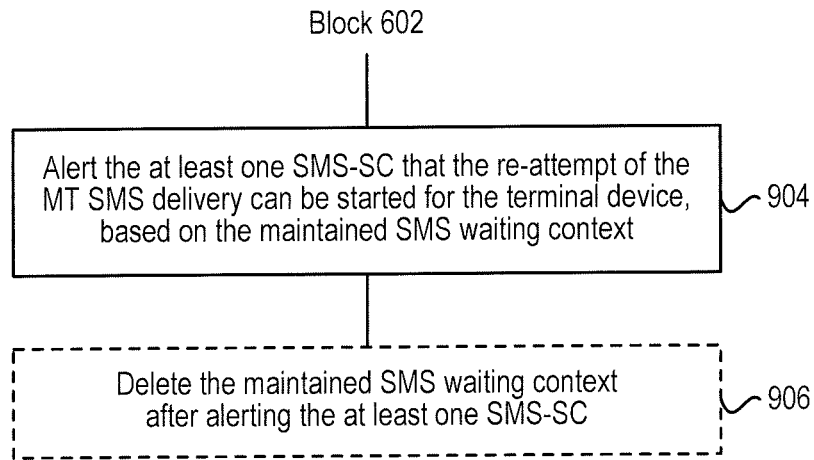 Block 602
Alert the at least one SMS-SC that the re-attempt of the
MT SMS delivery can be started for the terminal device,
based on the maintained SMS waiting context
904
Delete the maintained SMS waiting context
after alerting the at least one SMS-SC
906